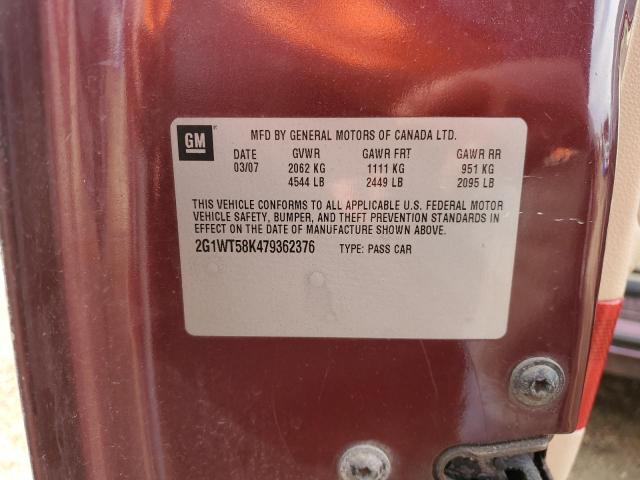 GM
MFD BY GENERAL MOTORS OF CANADA LTD.
DATE GVWR GAWR FRT GAWR RR
03/07 2062 KG 1111 KG 951 KG
4544 LB 2449 LB 2095 LB
THIS VEHICLE CONFORMS TO ALL APPLICABLE U.S. FEDERAL MOTOR
VEHICLE SAFETY, BUMPER, AND THEFT PREVENTION STANDARDS IN
EFFECT ON THE DATE OF MANUFACTURE SHOWN ABOVE.
2G1WT58K479362376 TYPE: PASS CAR